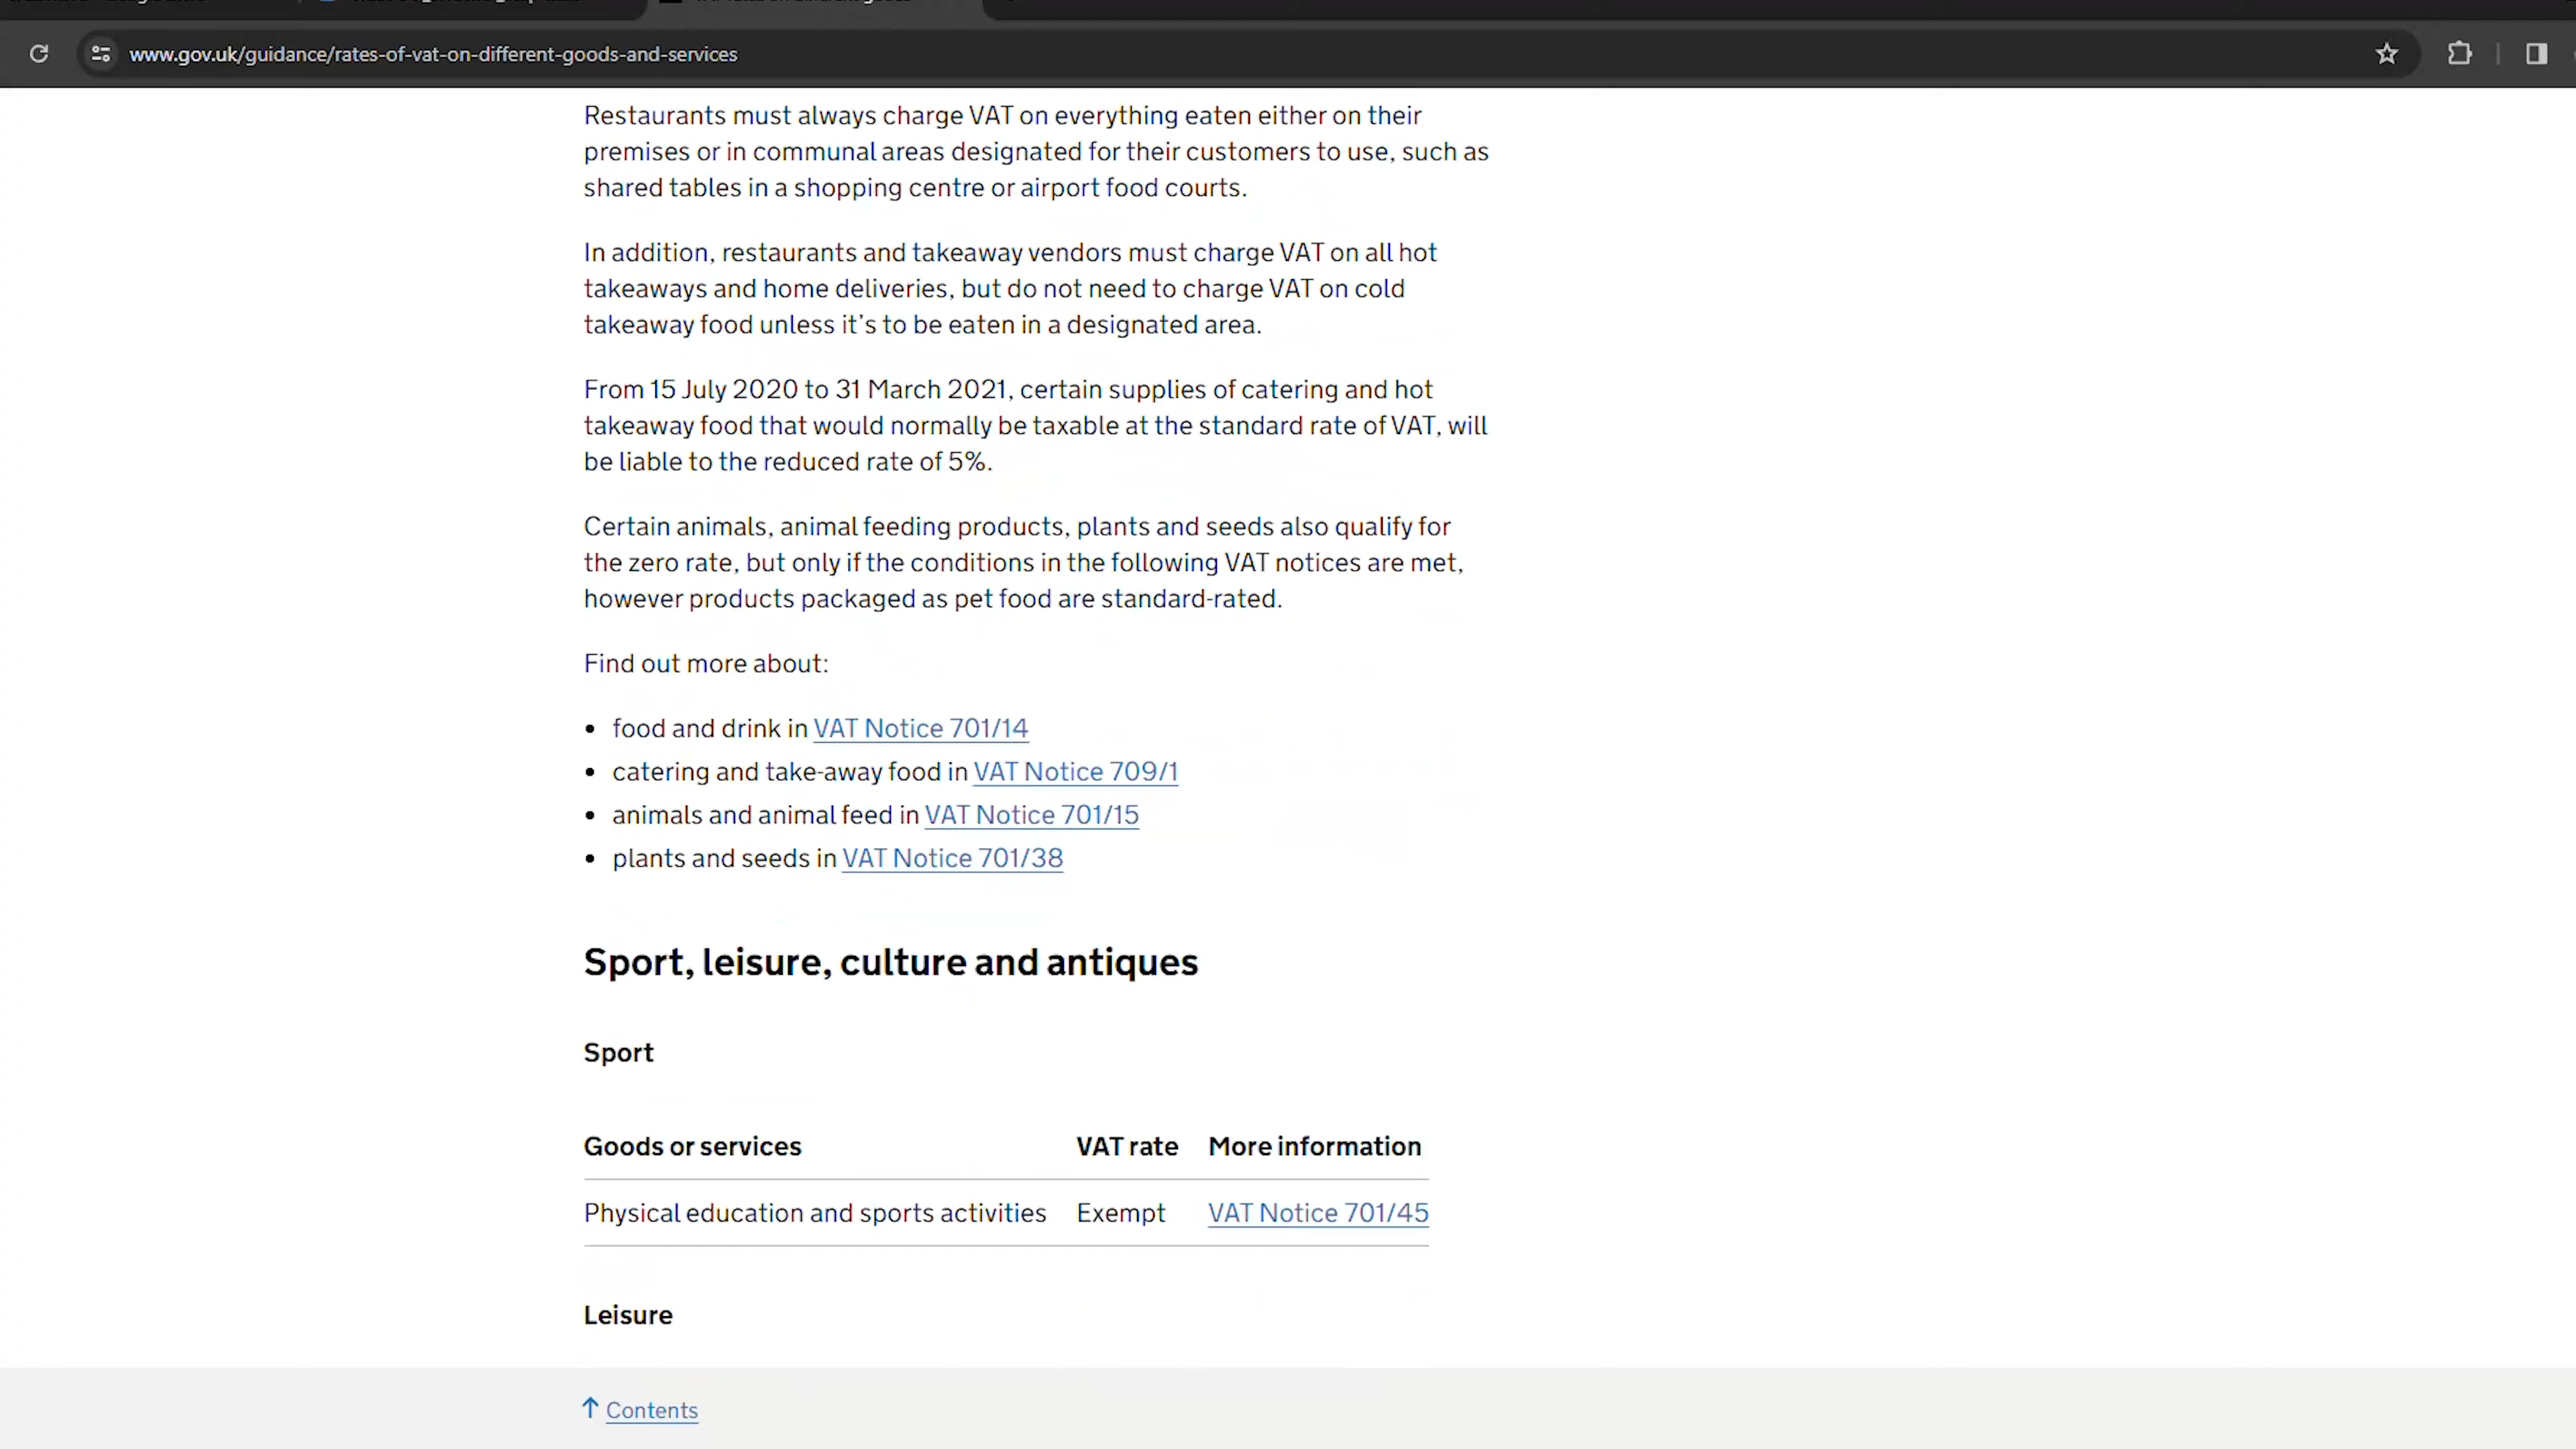 www.gov.uk/guidance/rates-of-vat-on-different-goods-and-services
Restaurants must always charge VAT on everything eaten either on their
premises or in communal areas designated for their customers to use, such as
shared tables in a shopping centre or airport food courts.
In addition, restaurants and takeaway vendors must charge VAT on all hot
takeaways and home deliveries, but do not need to charge VAT on cold
takeaway food unless it's to be eaten in a designated area.
From 15 July 2020 to 31 March 2021, certain supplies of catering and hot
takeaway food that would normally be taxable at the standard rate of VAT, will
be liable to the reduced rate of 5%.
Certain animals, animal feeding products, plants and seeds also qualify for
the zero rate, but only if the conditions in the following VAT notices are met,
however products packaged as pet food are standard-rated.
Find out more about:
• food and drink in VAT Notice 701/14
• catering and take-away food in VAT Notice 709/1
• animals and animal feed in VAT Notice 701/15
• plants and seeds in VAT Notice 701/38
Sport, leisure, culture and antiques
Sport
Goods or services VAT rate More information
Physical education and sports activities Exempt VAT Notice 701/45
Leisure
↑ Contents